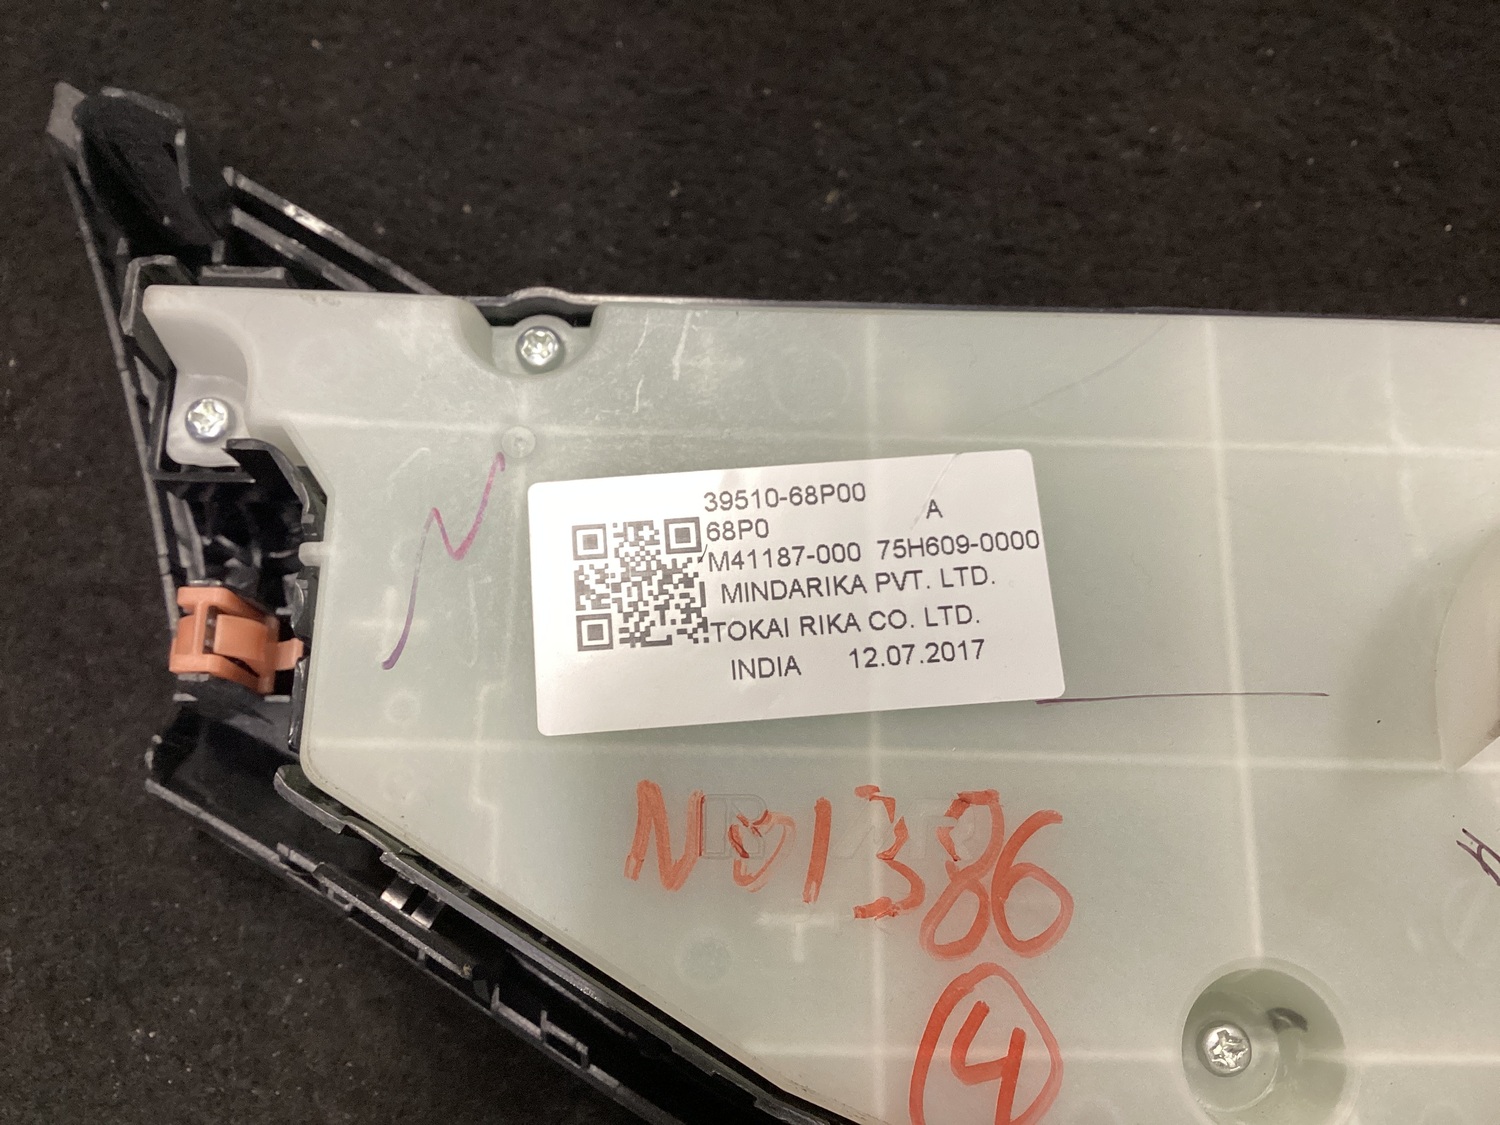 39510-68P00
A
68P0
M41187-000 75H609-0000
MINDARIKA PVT. LTD.
TOKAI RIKA CO. LTD.
INDIA 12.07.2017
N
N01386
4